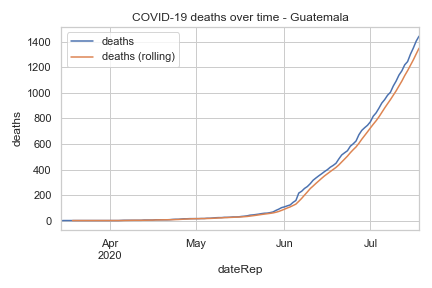 COVID-19 deaths over time - Guatemala
deaths
deaths (rolling)
1400
1200
1000
800
600
400
200
0
deaths
Apr
2020
May
Jun
Jul
dateRep